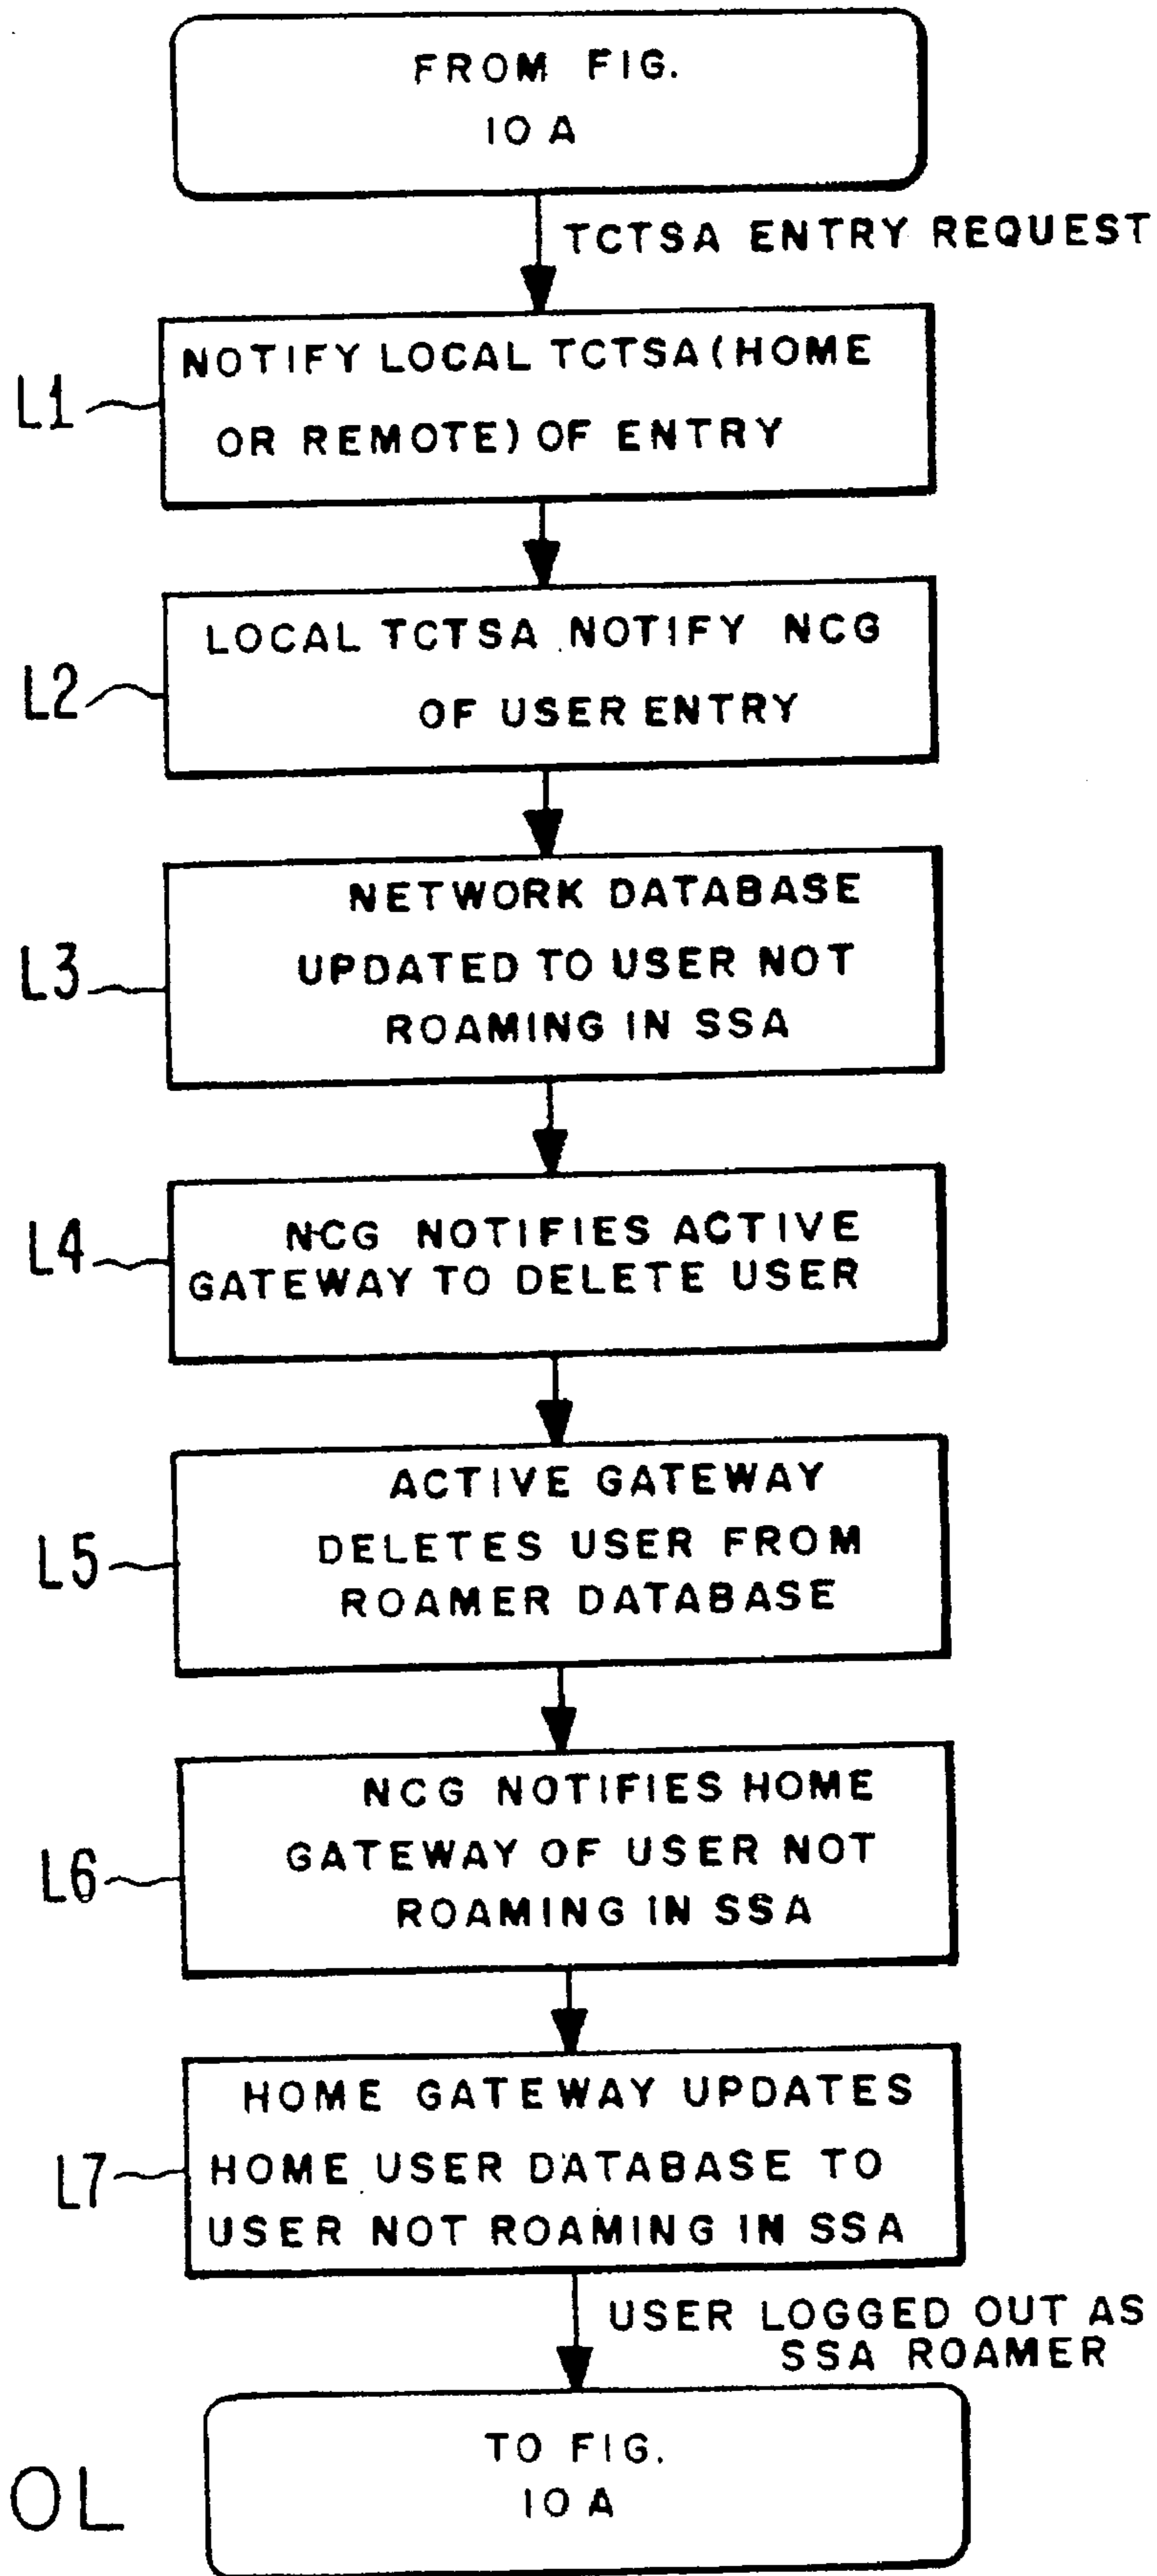 FROM FIG.
10 A
TCTSA ENTRY REQUEST
NOTIFY LOCAL TCTSA (HOME
OR REMOTE) OF ENTRY
L1
LOCAL TCTSA NOTIFY NCG
OF USER ENTRY
L2
NETWORK DATABASE
UPDATED TO USER NOT
ROAMING IN SSA
L3
NCG NOTIFIES ACTIVE
GATEWAY TO DELETE USER
L4
ACTIVE GATEWAY
DELETES USER FROM
ROAMER DATABASE
L5
NCG NOTIFIES HOME
GATEWAY OF USER NOT
ROAMING IN SSA
L6
HOME GATEWAY UPDATES
HOME USER DATABASE TO
USER NOT ROAMING IN SSA
L7
USER LOGGED OUT AS
SSA ROAMER
TO FIG.
10 A
OL